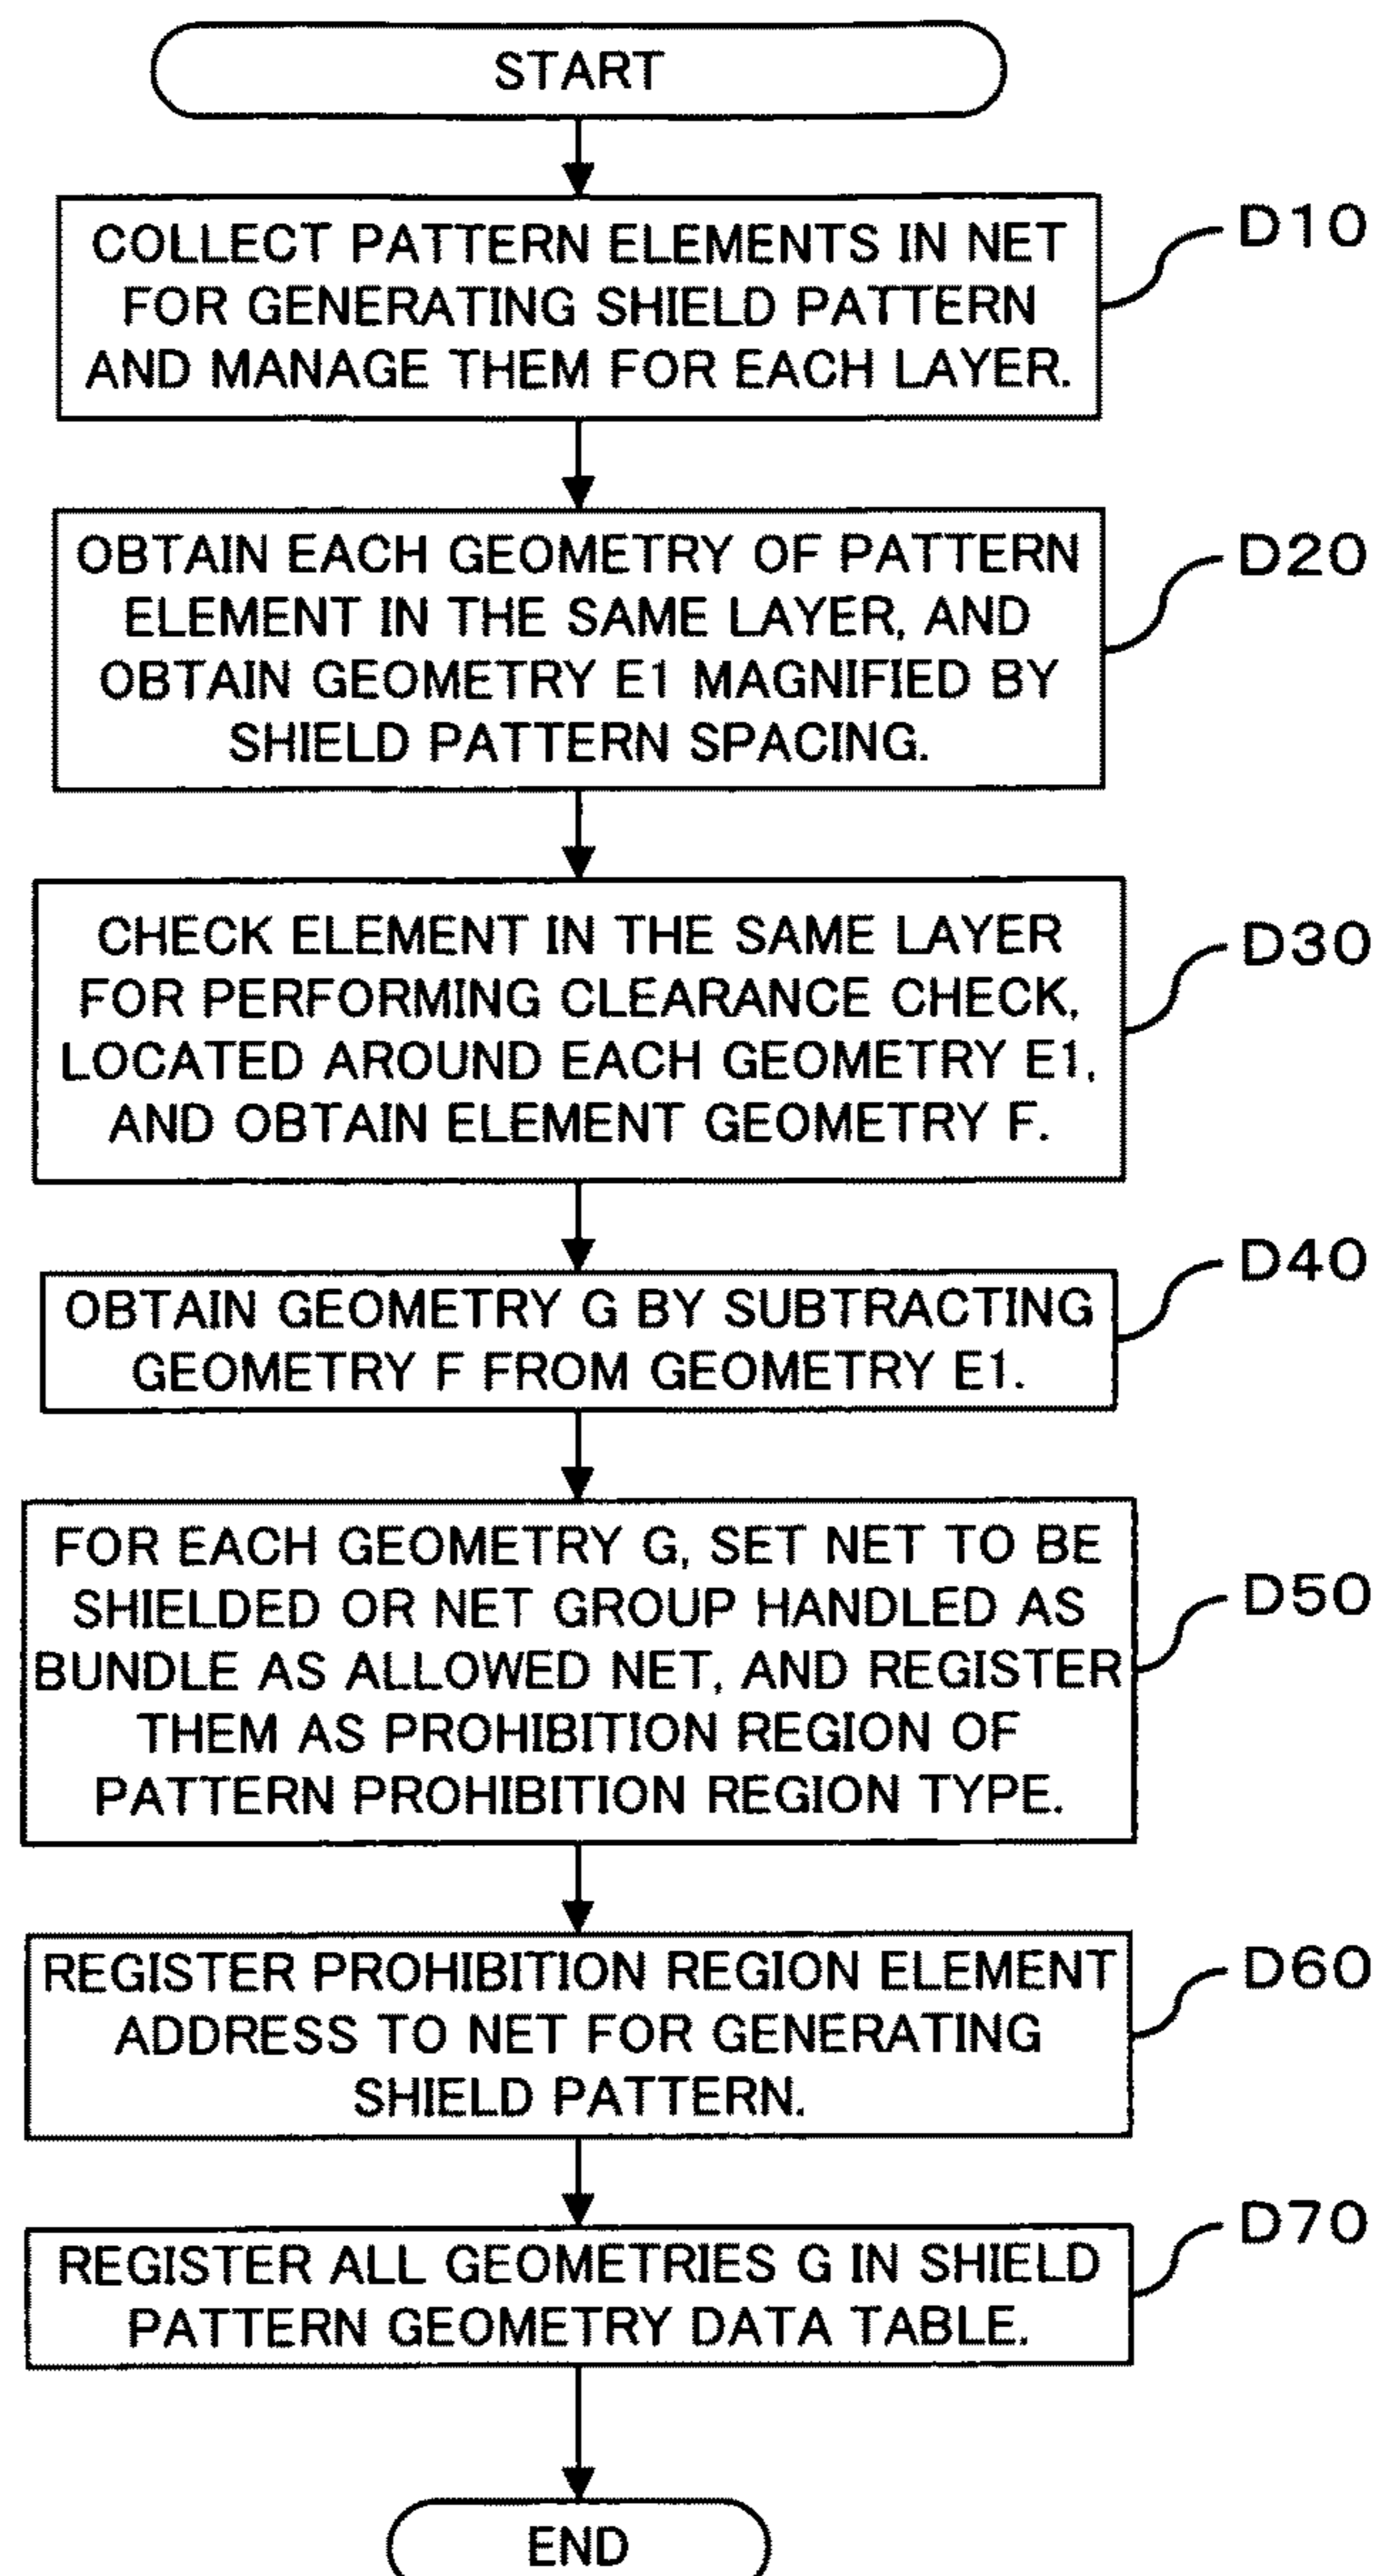 START
COLLECT PATTERN ELEMENTS IN NET
FOR GENERATING SHIELD PATTERN
AND MANAGE THEM FOR EACH LAYER.
D10
OBTAIN EACH GEOMETRY OF PATTERN
ELEMENT IN THE SAME LAYER, AND
OBTAIN GEOMETRY E1 MAGNIFIED BY
SHIELD PATTERN SPACING.
D20
CHECK ELEMENT IN THE SAME LAYER
FOR PERFORMING CLEARANCE CHECK,
LOCATED AROUND EACH GEOMETRY E1,
AND OBTAIN ELEMENT GEOMETRY F.
D30
OBTAIN GEOMETRY G BY SUBTRACTING
GEOMETRY F FROM GEOMETRY E1.
D40
FOR EACH GEOMETRY G, SET NET TO BE
SHIELDED OR NET GROUP HANDLED AS
BUNDLE AS ALLOWED NET, AND REGISTER
THEM AS PROHIBITION REGION OF
PATTERN PROHIBITION REGION TYPE.
D50
REGISTER PROHIBITION REGION ELEMENT
ADDRESS TO NET FOR GENERATING
SHIELD PATTERN.
D60
REGISTER ALL GEOMETRIES G IN SHIELD
PATTERN GEOMETRY DATA TABLE.
D70
END